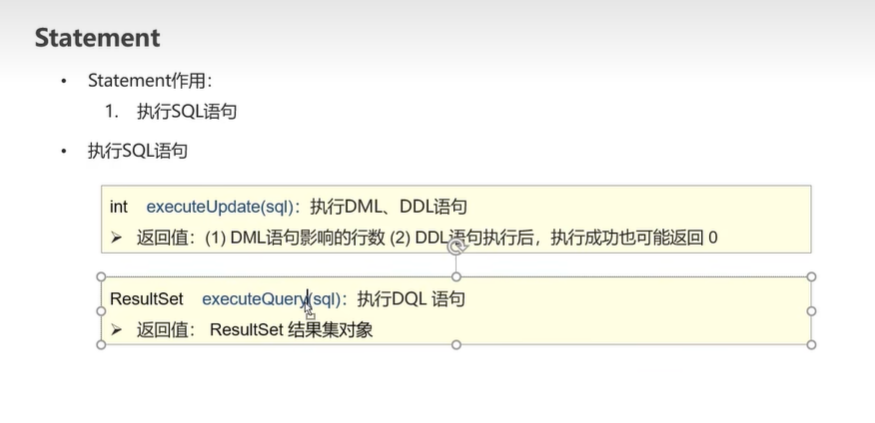 Statement
• Statement作用：
1. 执行SQL语句
• 执行SQL语句
int executeUpdate(sql)：执行DML、DDL语句
➢ 返回值：(1) DML语句影响的行数 (2) DDL语句执行后，执行成功也可能返回 0
ResultSet executeQuery(sql)：执行DQL 语句
➢ 返回值： ResultSet 结果集对象